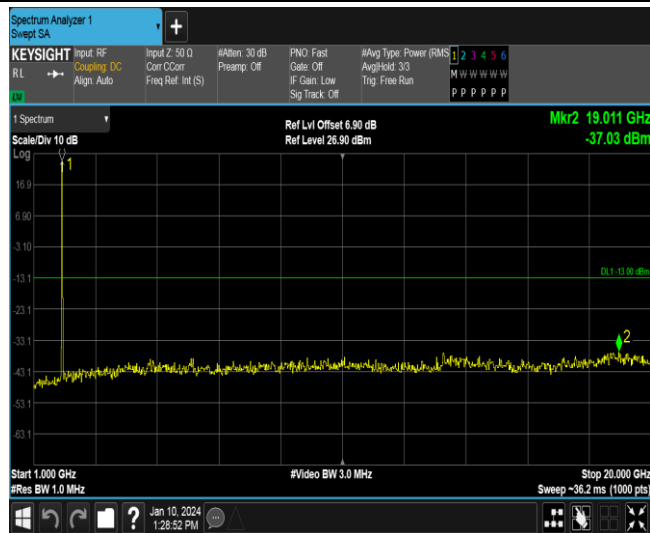 Spectrum Analyzer 1
Swept SA
+
KEYSIGHT
RL
LW
Input: RF
Coupling: DC
Align: Auto
Input Z: 50 Ω
Corr CCorr
Freq Ref: Int (S)
#Atten: 30 dB
Preamp: Off
PNO: Fast
Gate: Off
IF Gain: Low
Sig Track: Off
#Avg Type: Power (RMS
Avg|Hold: 3/3
Trig: Free Run
1 2 3 4 5 6
M W W W W W
P P P P P P
1 Spectrum
Scale/Div 10 dB
Log
Ref Lvl Offset 6.90 dB
Ref Level 26.90 dBm
Mkr2 19.011 GHz
-37.03 dBm
1
16.9
6.90
-3.10
-13.1
DL1 -13.00 dBm
-23.1
-33.1
2
-43.1
-53.1
-63.1
Start 1.000 GHz
#Res BW 1.0 MHz
#Video BW 3.0 MHz
Stop 20.000 GHz
Sweep ~36.2 ms (1000 pts)
?
Jan 10, 2024
1:28:52 PM